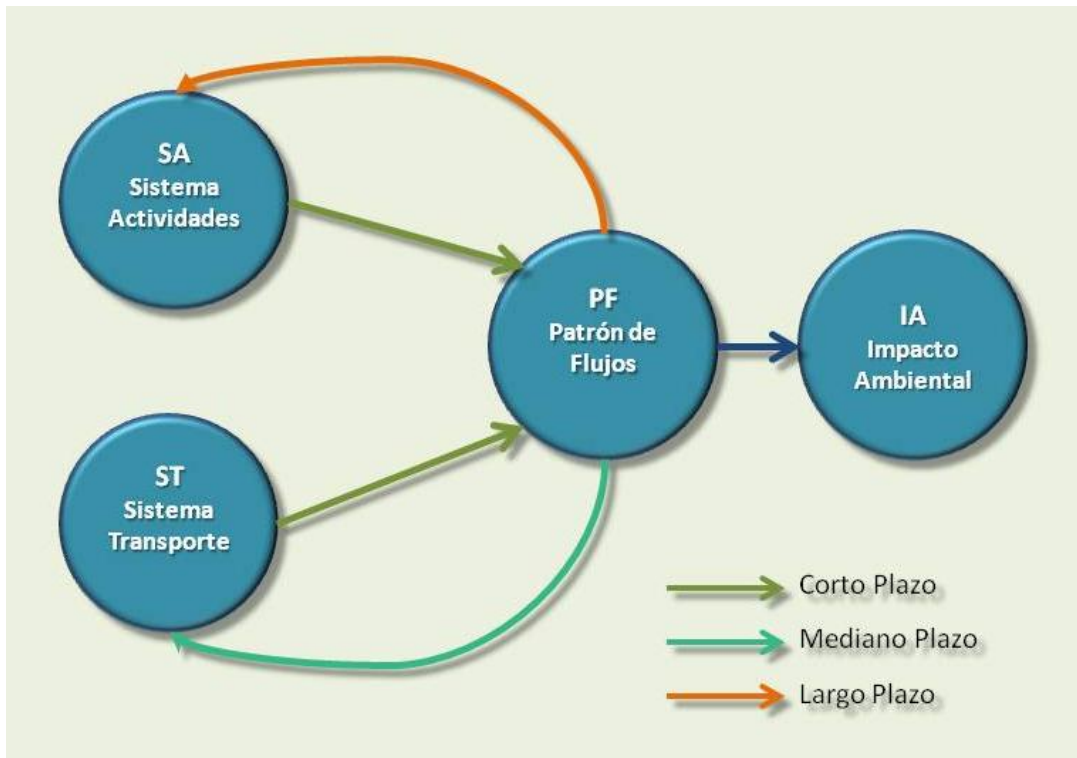 SA
Sistema
Actividades
PF
Patrón de
Flujos
IA
Impacto
Ambiental
ST
Sistema
Transporte
Corto Plazo
Mediano Plazo
Largo Plazo